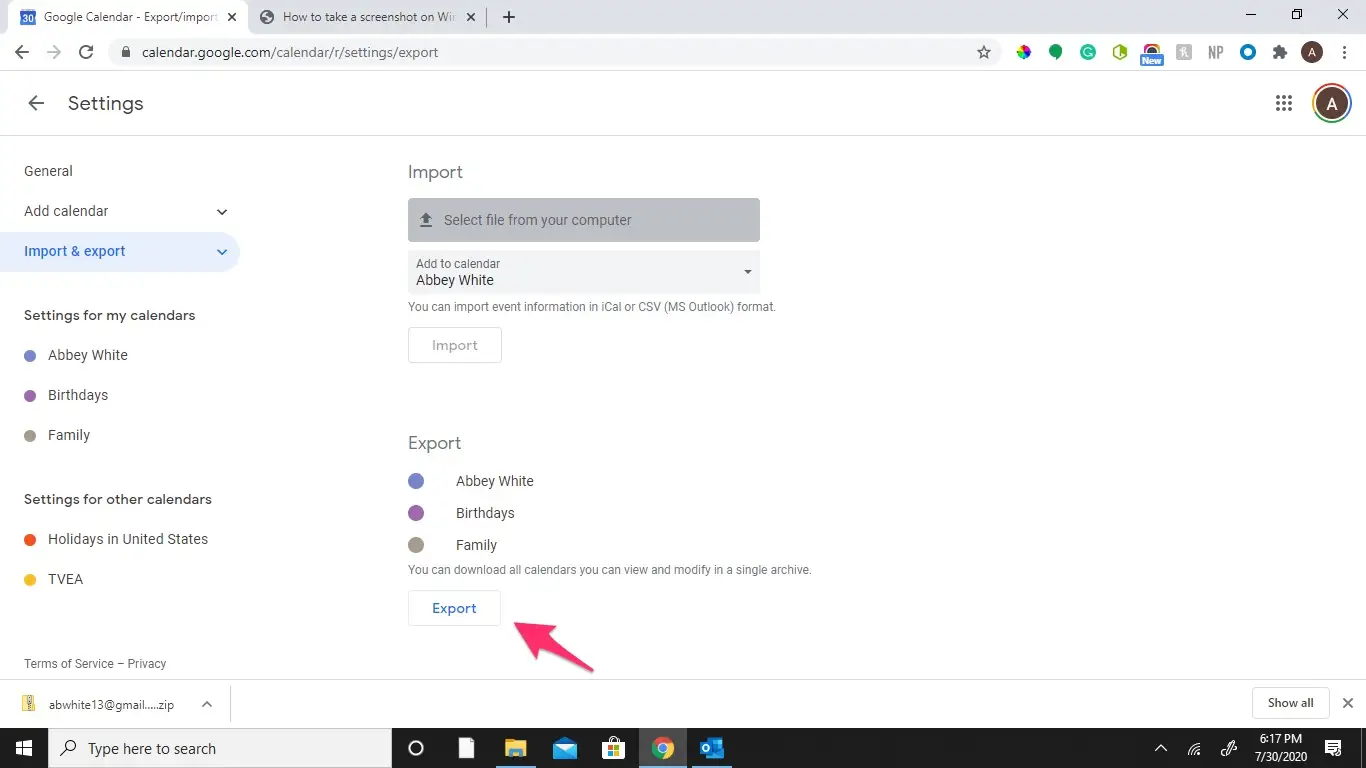 30
Google Calendar - Export/import
How to take a screenshot on Win
calendar.google.com/calendar/r/settings/export
New
NP
A
Settings
A
General
Add calendar
Import & export
Settings for my calendars
Abbey White
Birthdays
Family
Settings for other calendars
Holidays in United States
TVEA
Terms of Service – Privacy
Import
Select file from your computer
Add to calendar
Abbey White
You can import event information in iCal or CSV (MS Outlook) format.
Import
Export
Abbey White
Birthdays
Family
You can download all calendars you can view and modify in a single archive.
Export
abwhite13@gmail.....zip
Show all
Type here to search
6:17 PM
7/30/2020